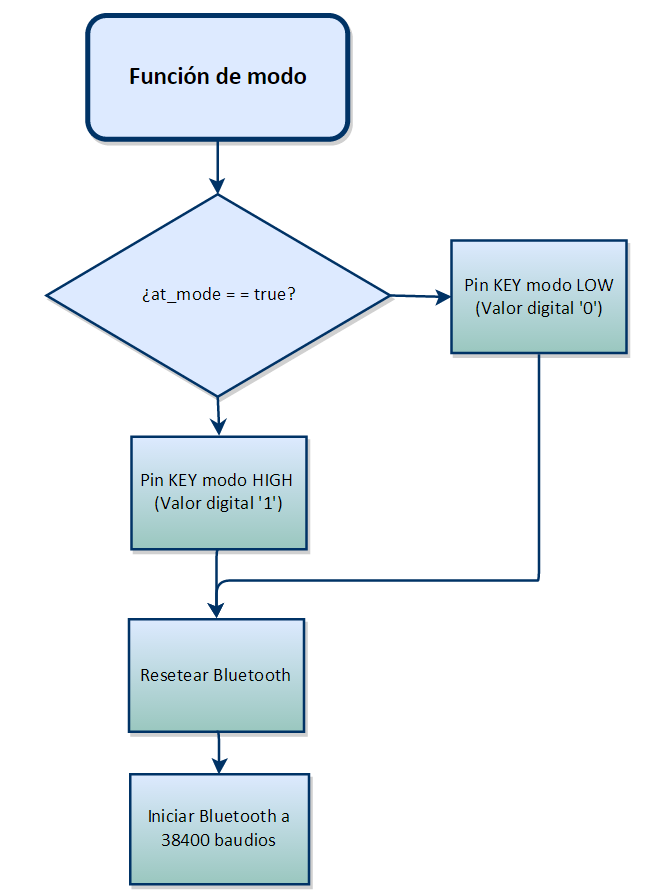 Función de modo
¿at_mode = = true?
Pin KEY modo LOW
(Valor digital '0')
Pin KEY modo HIGH
(Valor digital '1')
Resetear Bluetooth
Iniciar Bluetooth a
38400 baudios